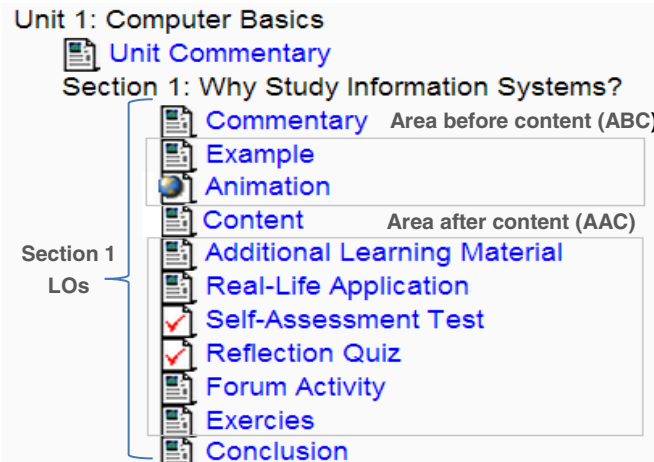 Unit 1: Computer Basics
Unit Commentary
Section 1: Why Study Information Systems?
Commentary Area before content (ABC)
Example
Animation
Content Area after content (AAC)
Section 1
LOs
Additional Learning Material
Real-Life Application
Self-Assessment Test
Reflection Quiz
Forum Activity
Exercies
Conclusion